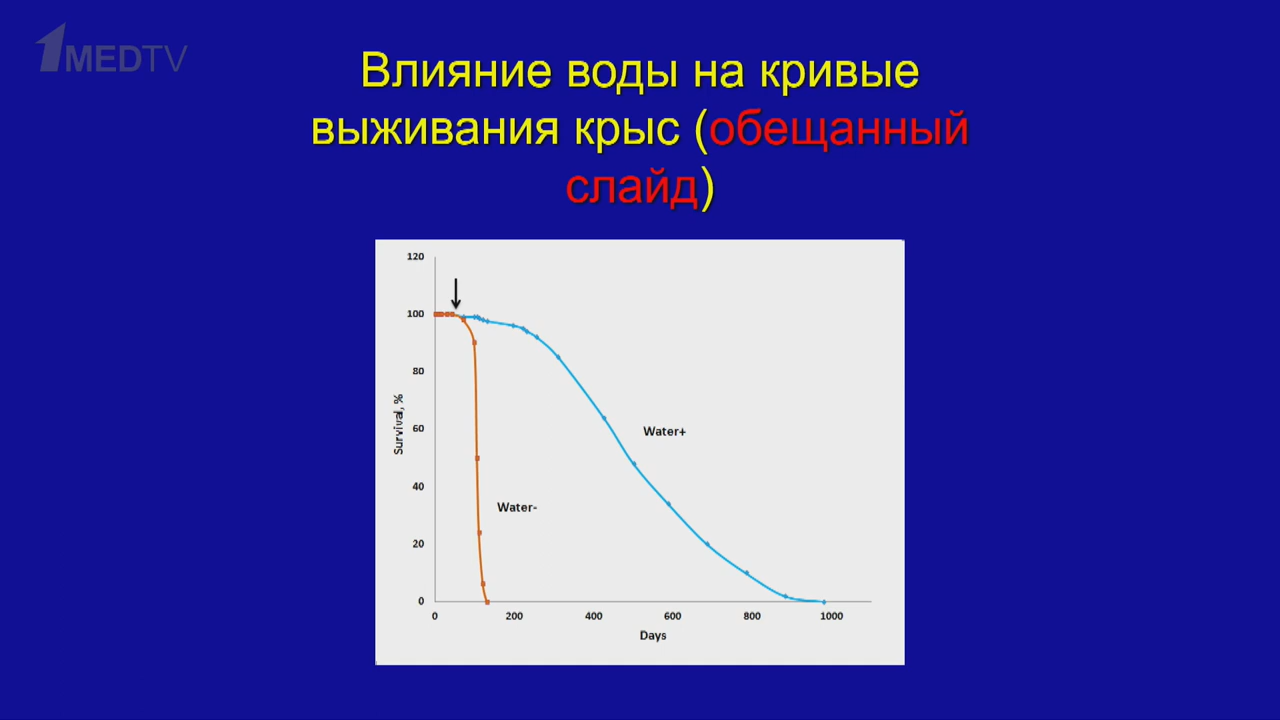 1MEDTV
Влияние воды на кривые
выживания крыс (обещанный
слайд)
120
100
80
60
40
20
0
Survival, %
Water+
Water-
0 200 400 600 800 1000
Days